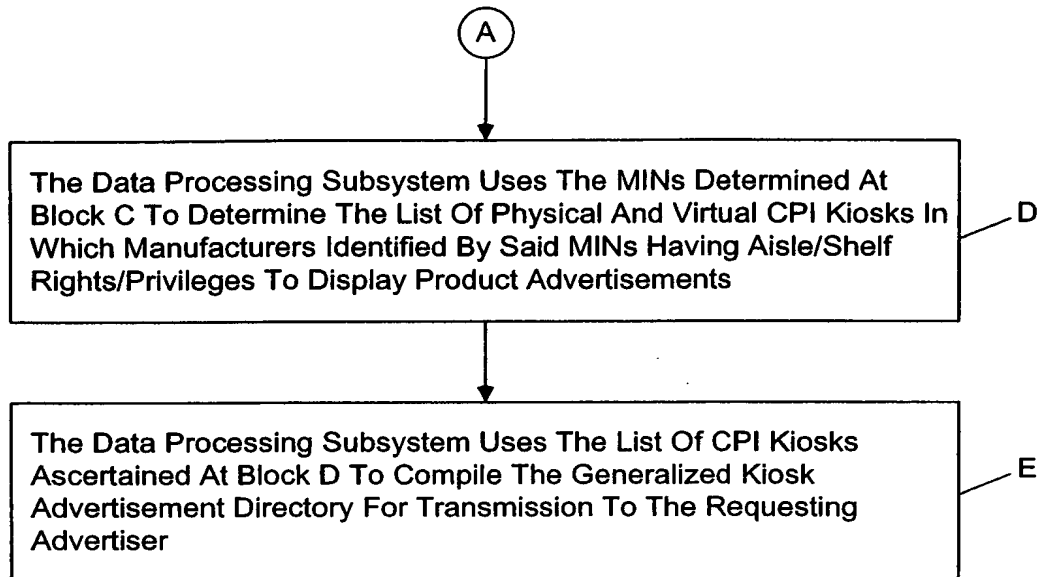 A
The Data Processing Subsystem Uses The MINs Determined At
Block C To Determine The List Of Physical And Virtual CPI Kiosks In
Which Manufacturers Identified By Said MINs Having Aisle/Shelf
Rights/Privileges To Display Product Advertisements
D
The Data Processing Subsystem Uses The List Of CPI Kiosks
Ascertained At Block D To Compile The Generalized Kiosk
Advertisement Directory For Transmission To The Requesting
Advertiser
E